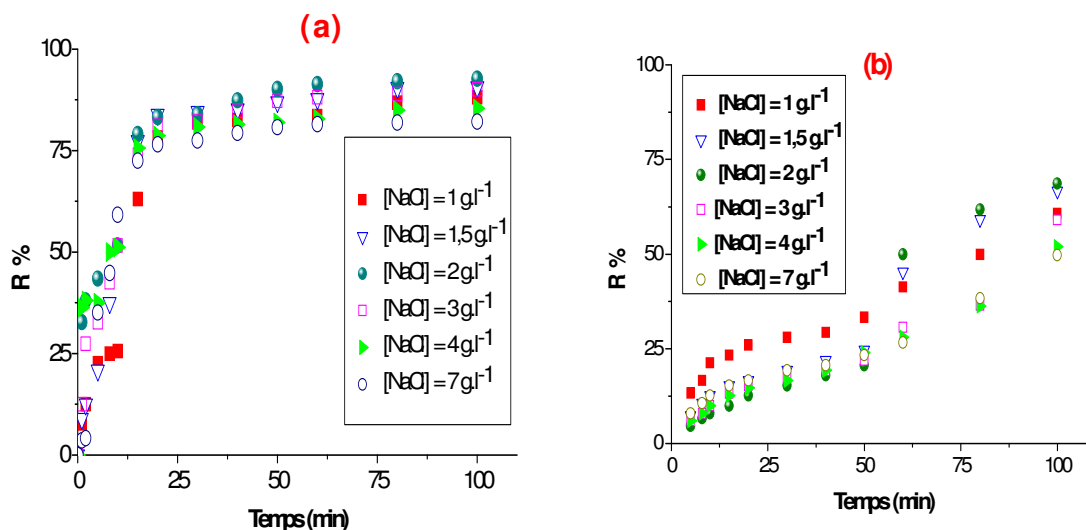 (a)
100
75
50
25
0
R %
0
25
50
75
100
Temps (min)
[NaCl] = 1 g.l-1
[NaCl] = 1,5 g.l-1
[NaCl] = 2 g.l-1
[NaCl] = 3 g.l-1
[NaCl] = 4 g.l-1
[NaCl] = 7 g.l-1
(b)
100
75
50
25
0
R %
0
25
50
75
100
Temps (min)
[NaCl] = 1 g.l-1
[NaCl] = 1,5 g.l-1
[NaCl] = 2 g.l-1
[NaCl] = 3 g.l-1
[NaCl] = 4 g.l-1
[NaCl] = 7 g.l-1